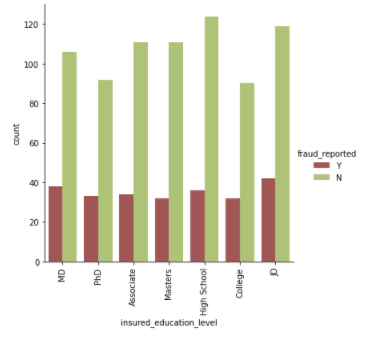 120
100
80
60
40
20
0
count
MD
PhD
Associate
Masters
High School
College
JD
insured_education_level
fraud_reported
Y
N